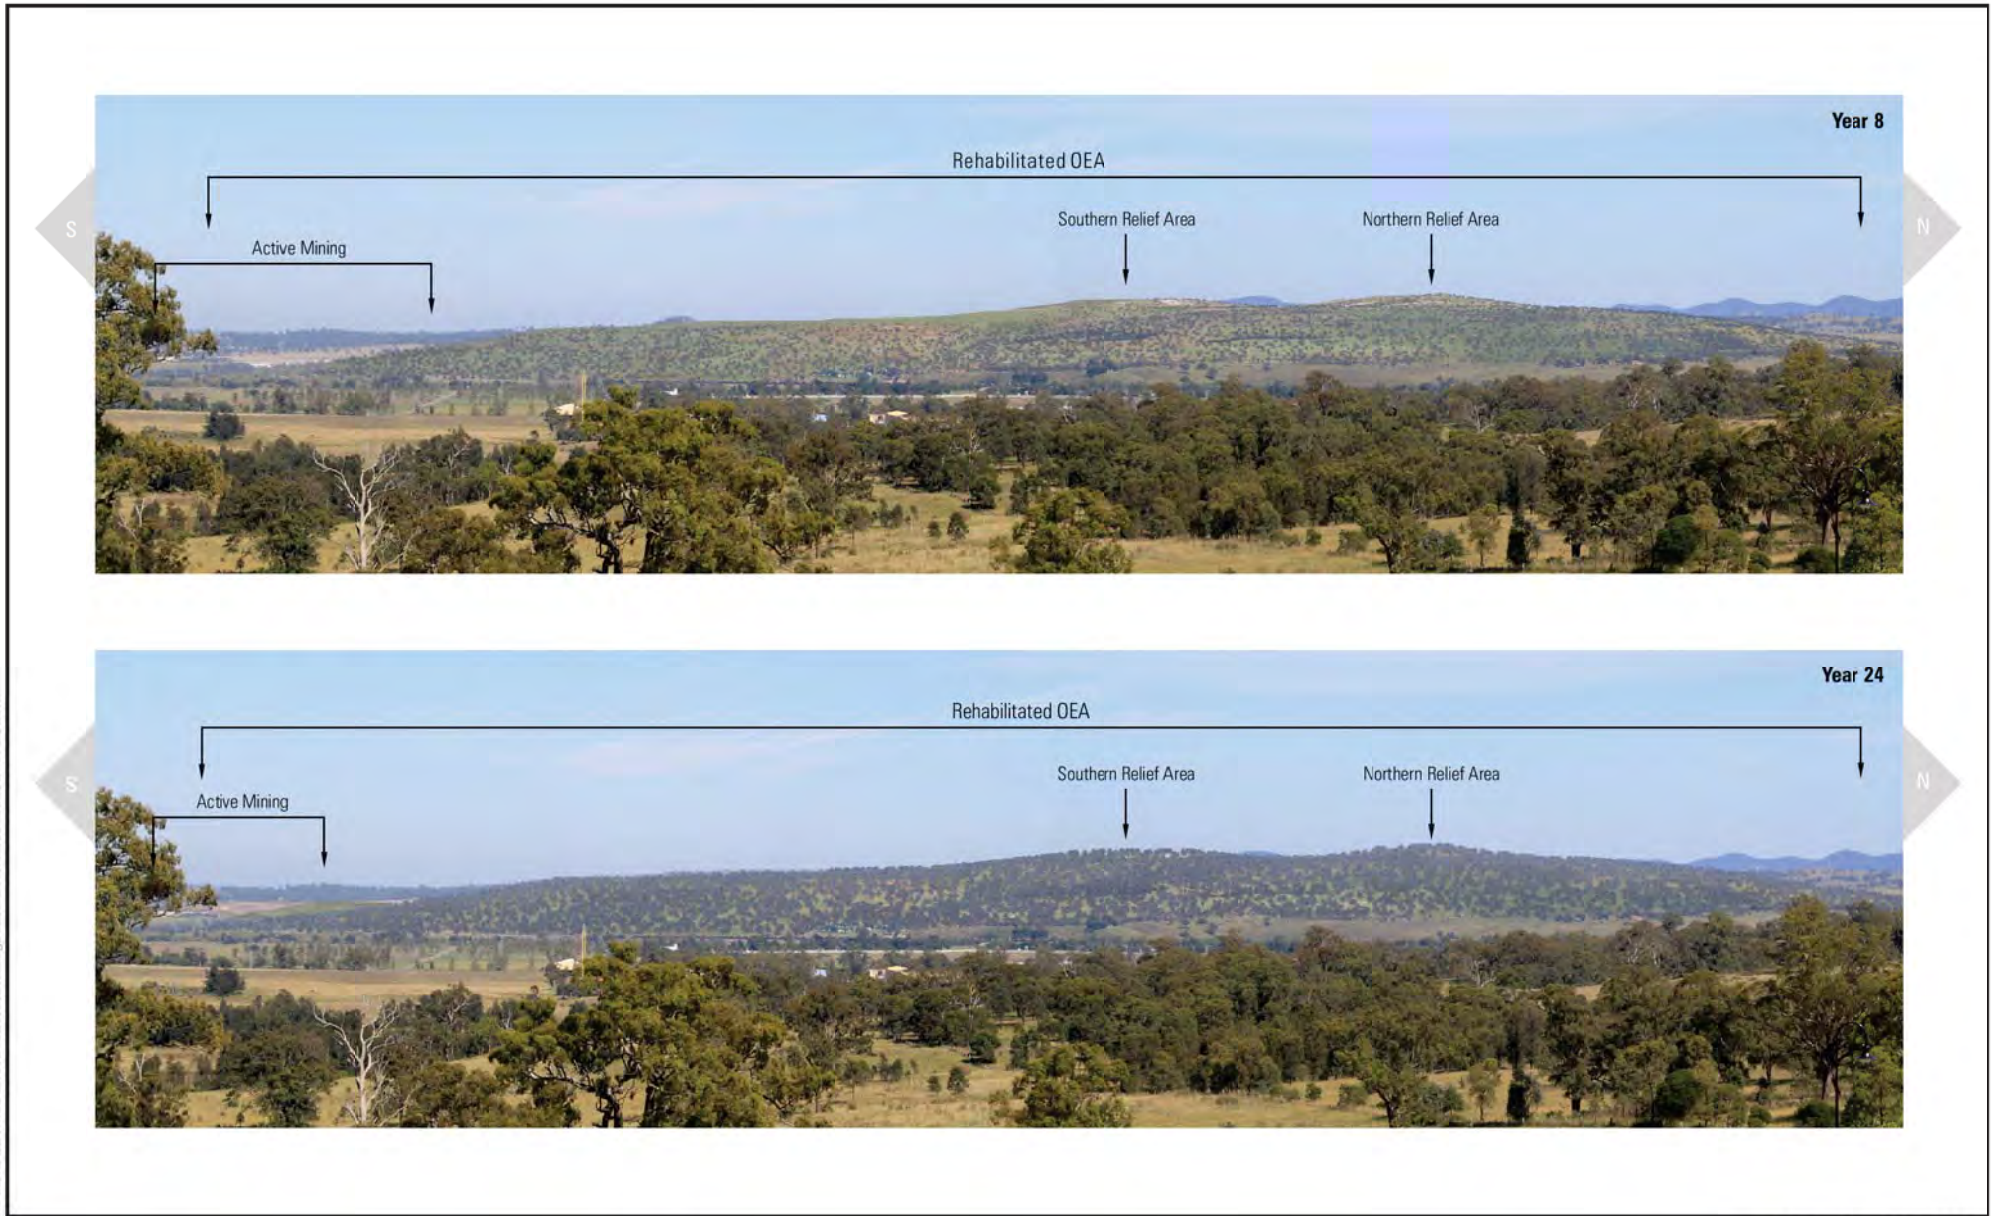 Year 8
Rehabilitated OEA
Southern Relief Area
Northern Relief Area
Active Mining
S
N
Year 24
Rehabilitated OEA
Southern Relief Area
Northern Relief Area
Active Mining
S
N